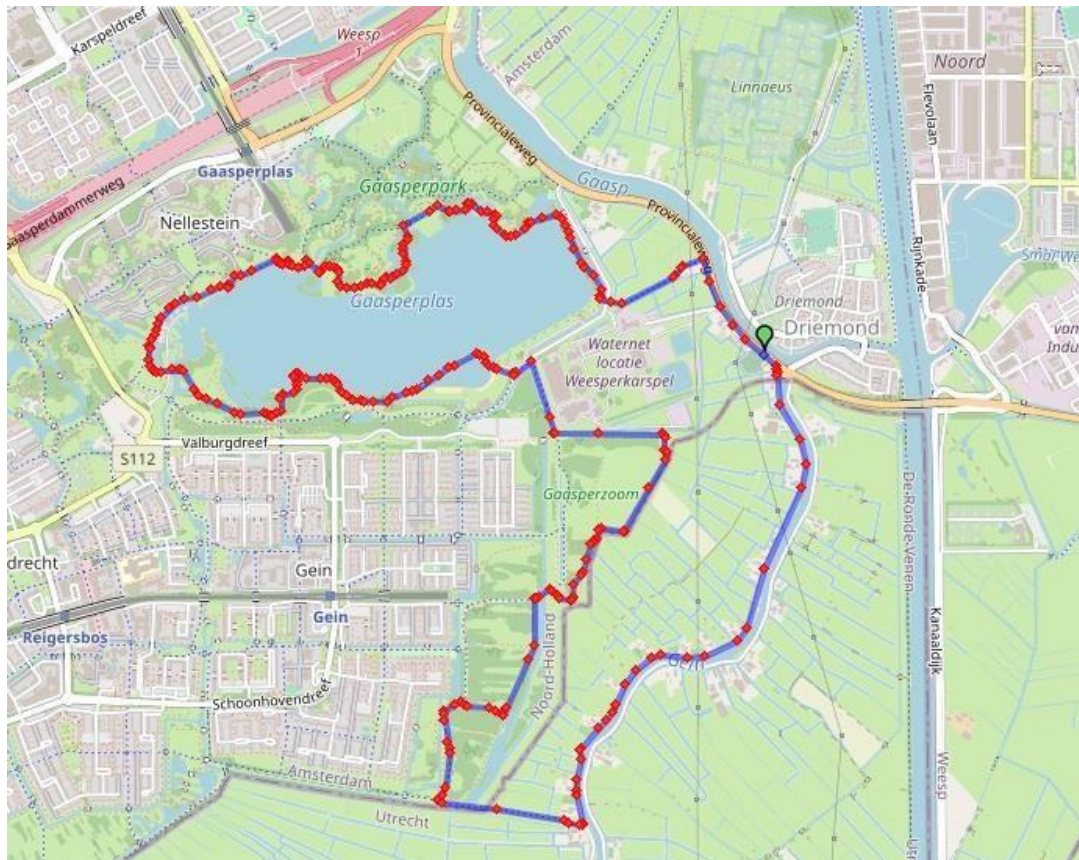 Karspeldreef
Weesp
1
Amsterdam
Noord
Linnaeus
Flevolaan
Provincialeweg
Gaasperplas
Gaasperpark
Gaasp
Gaasperdammerweg
Nellestein
Provincialeweg
Rijnkade
Gaasperplas
Driemond
Driemond
van
Indu
Waternet
locatie
Weesperkarspel
Valburgdreef
S112
Gaasperzoom
De Ronde Venen
Gein
drecht
Gein
Reigersbos
Kanaaldijk
Noord-Holland
Gein
Schoonhovendreef
Amsterdam
Utrecht
Weesp